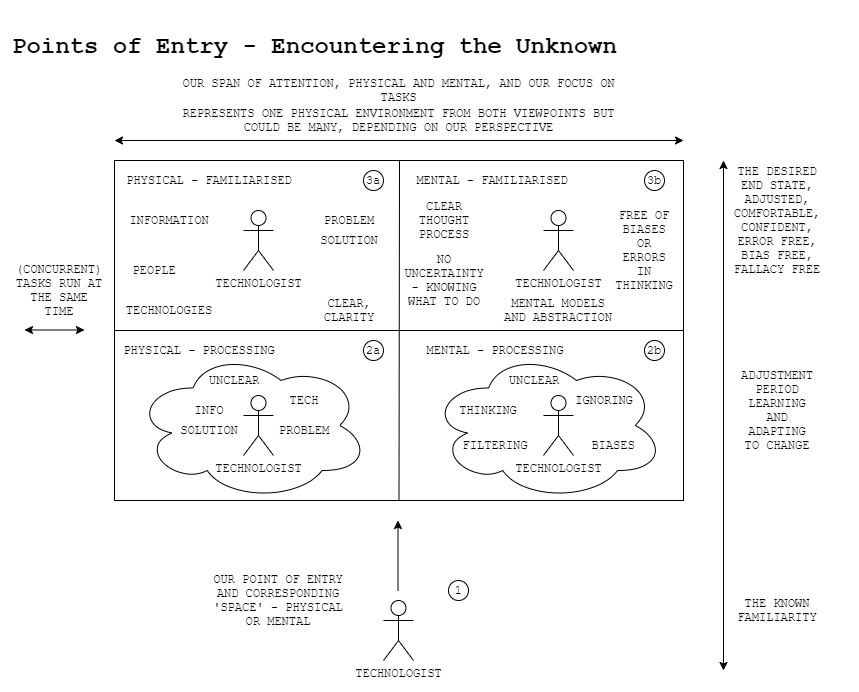 Points of Entry - Encountering the Unknown
OUR SPAN OF ATTENTION, PHYSICAL AND MENTAL, AND OUR FOCUS ON
TASKS
REPRESENTS ONE PHYSICAL ENVIRONMENT FROM BOTH VIEWPOINTS BUT
COULD BE MANY, DEPENDING ON OUR PERSPECTIVE
PHYSICAL - FAMILIARISED
3a
INFORMATION
PROBLEM
SOLUTION
PEOPLE
TECHNOLOGIST
TECHNOLOGIES
CLEAR,
CLARITY
MENTAL - FAMILIARISED
3b
CLEAR
THOUGHT
PROCESS
FREE OF
BIASES
OR
ERRORS
IN
THINKING
NO
UNCERTAINTY
- KNOWING
WHAT TO DO
TECHNOLOGIST
MENTAL MODELS
AND ABSTRACTION
THE DESIRED
END STATE,
ADJUSTED,
COMFORTABLE,
CONFIDENT,
ERROR FREE,
BIAS FREE,
FALLACY FREE
(CONCURRENT)
TASKS RUN AT
THE SAME
TIME
PHYSICAL - PROCESSING
2a
UNCLEAR
TECH
INFO
SOLUTION
PROBLEM
TECHNOLOGIST
MENTAL - PROCESSING
2b
UNCLEAR
IGNORING
THINKING
FILTERING
BIASES
TECHNOLOGIST
ADJUSTMENT
PERIOD
LEARNING
AND
ADAPTING
TO CHANGE
OUR POINT OF ENTRY
AND CORRESPONDING
'SPACE' - PHYSICAL
OR MENTAL
1
TECHNOLOGIST
THE KNOWN
FAMILIARITY